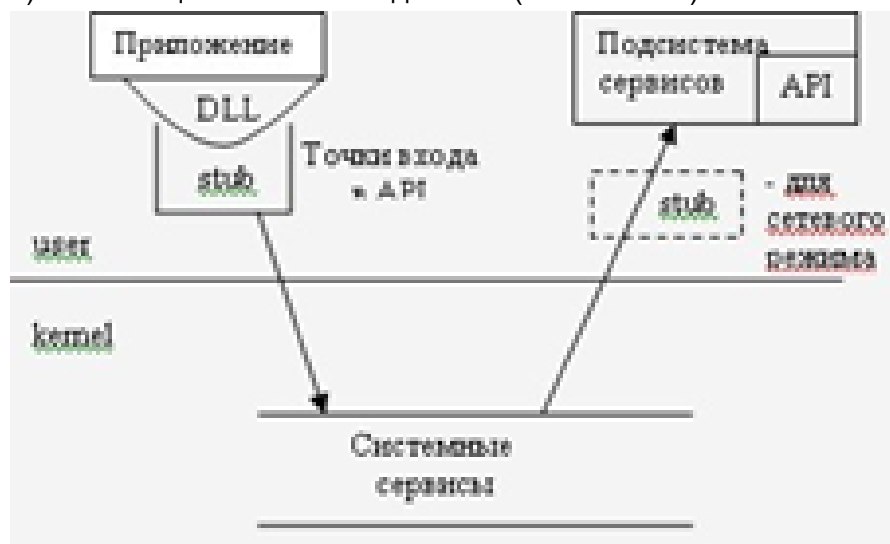 Приложение
DLL
stub
Точки входа
в API
Подсистема
сервисов
API
stub
- для
сетевого
режима
user
kernel
Системные
сервисы